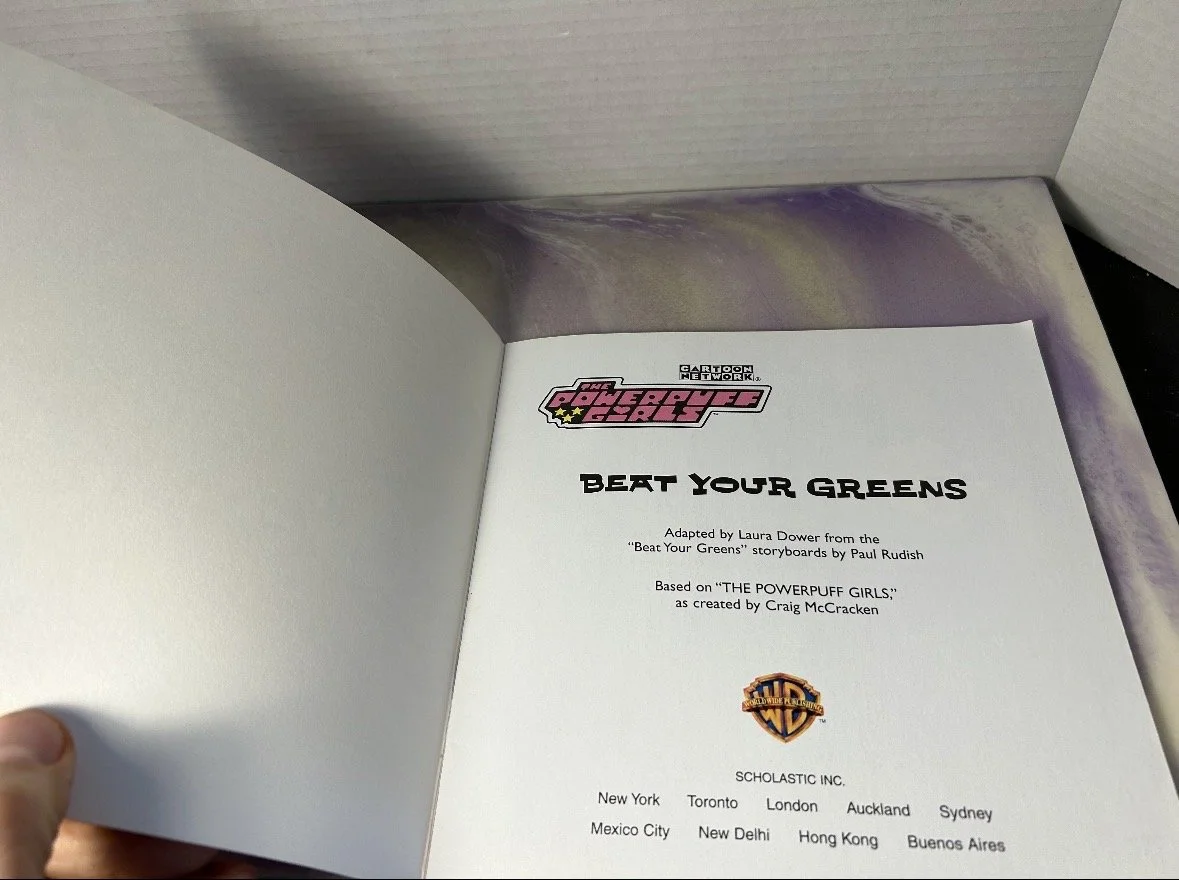 CARTOON
NETWORK
THE
POWERPUFF
GIRLS
TM
BEAT YOUR GREENS
Adapted by Laura Dower from the
“Beat Your Greens” storyboards by Paul Rudish
Based on “THE POWERPUFF GIRLS,”
as created by Craig McCracken
WB
WORLDWIDE PUBLISHING
TM
SCHOLASTIC INC.
New York Toronto London Auckland Sydney
Mexico City New Delhi Hong Kong Buenos Aires